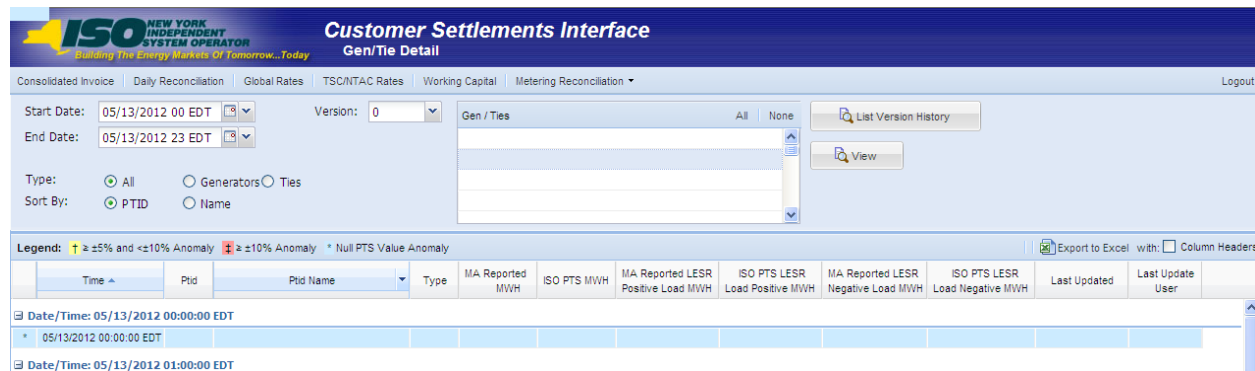 NEW YORK
ISO INDEPENDENT
SYSTEM OPERATOR
Building The Energy Markets Of Tomorrow...Today
Customer Settlements Interface
Gen/Tie Detail
Consolidated Invoice Daily Reconciliation Global Rates TSC/NTAC Rates Working Capital Metering Reconciliation Logout
Start Date: 05/13/2012 00 EDT Version: 0 Gen / Ties All None List Version History
End Date: 05/13/2012 23 EDT
View
Type: All Generators Ties
Sort By: PTID Name
Legend: † ≥ ±5% and <±10% Anomaly ‡ ≥ ±10% Anomaly * Null PTS Value Anomaly Export to Excel with: Column Headers
Time Ptid Ptid Name Type MA Reported MWH ISO PTS MWH MA Reported LESR Positive Load MWH ISO PTS LESR Load Positive MWH MA Reported LESR Negative Load MWH ISO PTS LESR Load Negative MWH Last Updated Last Update User
Date/Time: 05/13/2012 00:00:00 EDT
* 05/13/2012 00:00:00 EDT
Date/Time: 05/13/2012 01:00:00 EDT